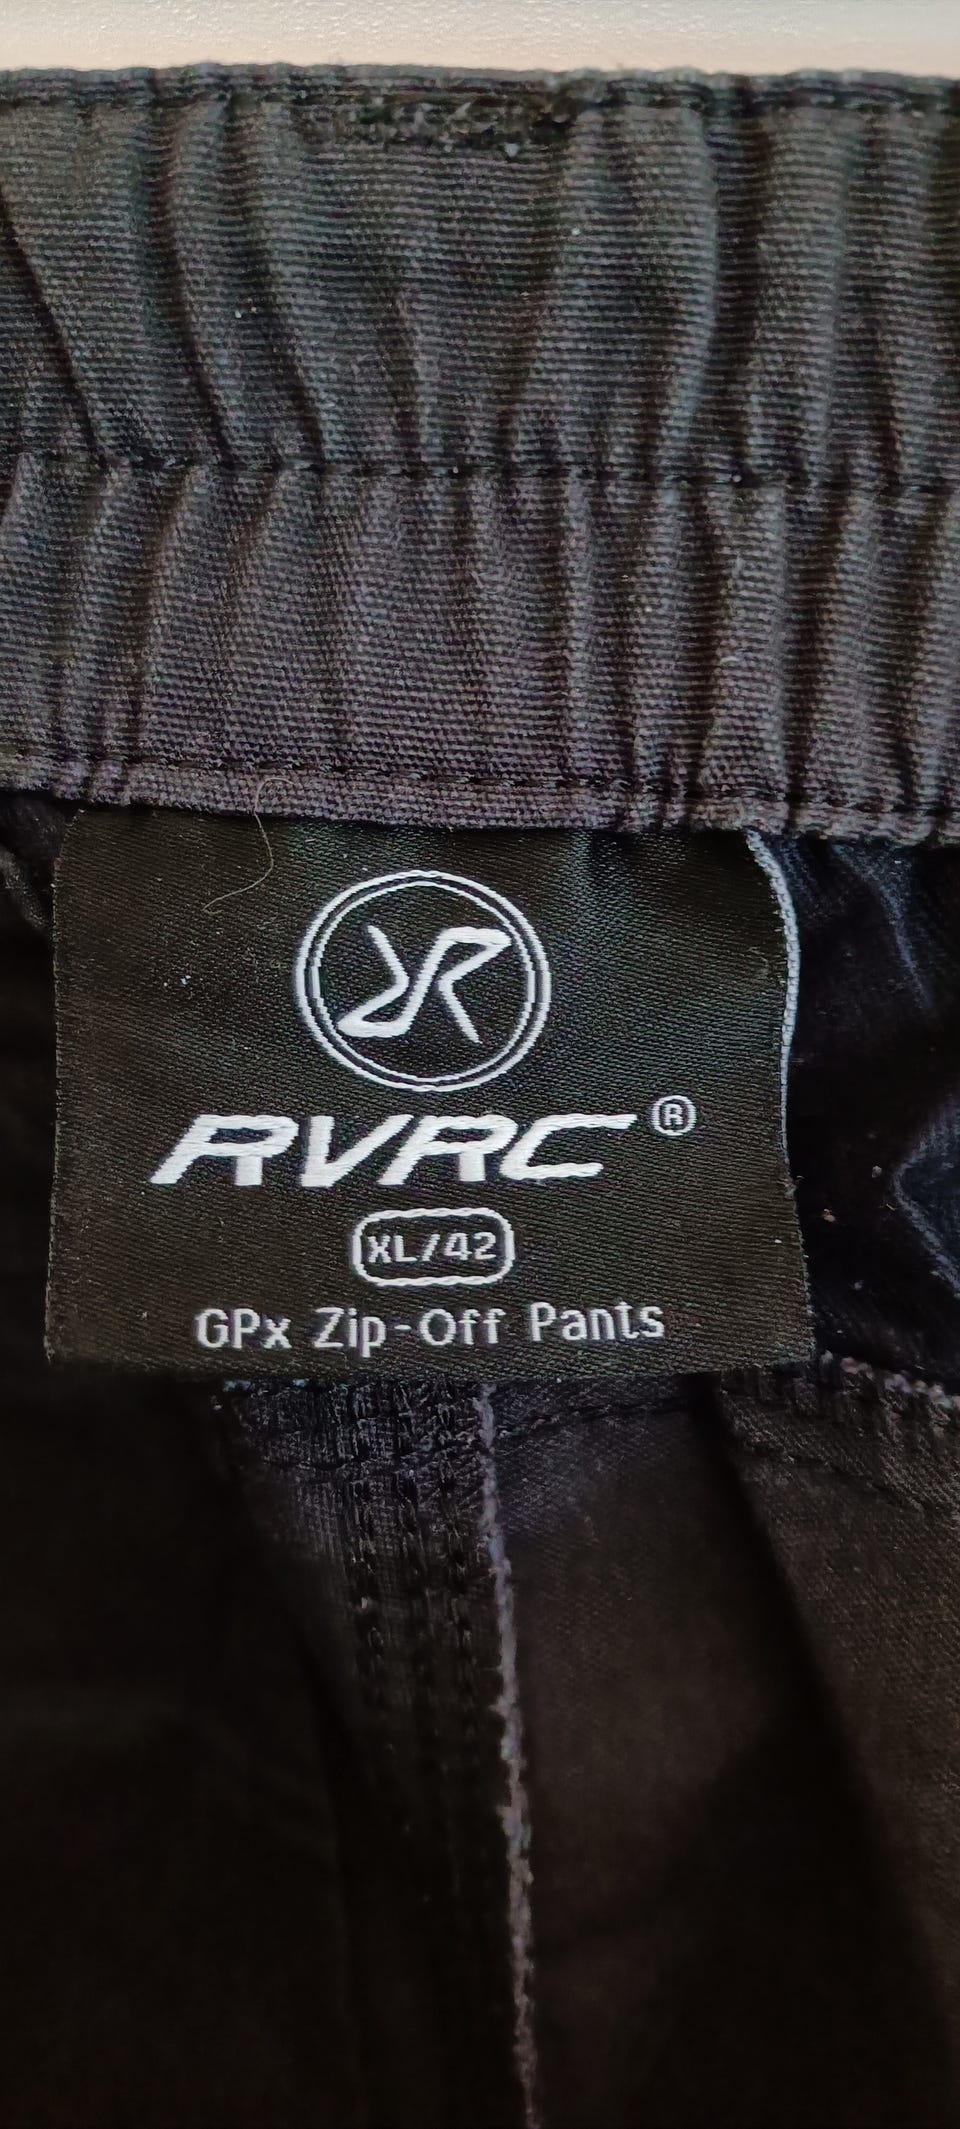 RVRC®
XL/42
GPx Zip-Off Pants